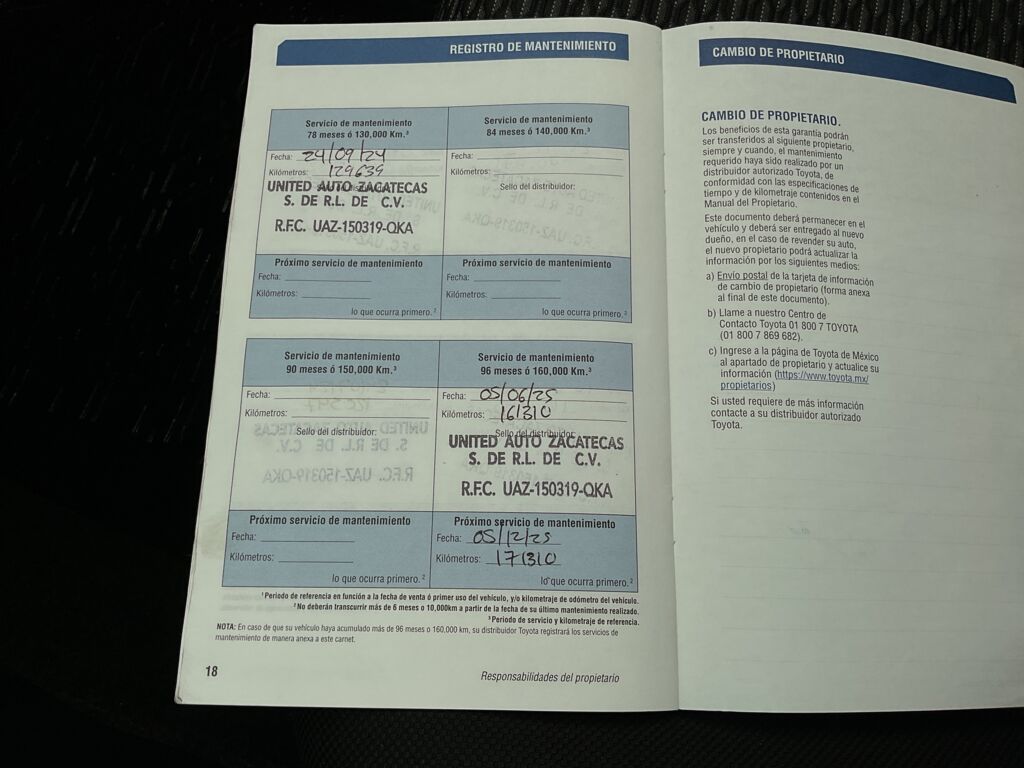 REGISTRO DE MANTENIMIENTO
Servicio de mantenimiento
78 meses ó 130,000 Km.³
Fecha: 24/09/24
Kilómetros: 129639
UNITED AUTO ZACATECAS
S. DE R.L. DE C.V.
R.F.C. UAZ-150319-QKA
Próximo servicio de mantenimiento
Fecha:
Kilómetros:
lo que ocurra primero.²
Servicio de mantenimiento
84 meses ó 140,000 Km.³
Fecha:
Kilómetros:
Sello del distribuidor:
Próximo servicio de mantenimiento
Fecha:
Kilómetros:
lo que ocurra primero.²
Servicio de mantenimiento
90 meses ó 150,000 Km.³
Fecha:
Kilómetros:
Sello del distribuidor:
Próximo servicio de mantenimiento
Fecha:
Kilómetros:
lo que ocurra primero.²
Servicio de mantenimiento
96 meses ó 160,000 Km.³
Fecha: 05/06/25
Kilómetros: 161310
Sello del distribuidor:
UNITED AUTO ZACATECAS
S. DE R.L. DE C.V.
R.F.C. UAZ-150319-QKA
Próximo servicio de mantenimiento
Fecha: 05/12/25
Kilómetros: 171310
lo que ocurra primero.²
¹Periodo de referencia en función a la fecha de venta ó primer uso del vehículo, y/o kilometraje de odómetro del vehículo.
²No deberán transcurrir más de 6 meses o 10,000km a partir de la fecha de su último mantenimiento realizado.
³Periodo de servicio y kilometraje de referencia.
NOTA: En caso de que su vehículo haya acumulado más de 96 meses o 160,000 km, su distribuidor Toyota registrará los servicios de
mantenimiento de manera anexa a este carnet.
18
Responsabilidades del propietario
CAMBIO DE PROPIETARIO
CAMBIO DE PROPIETARIO.
Los beneficios de esta garantía podrán
ser transferidos al siguiente propietario,
siempre y cuando, el mantenimiento
requerido haya sido realizado por un
distribuidor autorizado Toyota, de
conformidad con las especificaciones de
tiempo y de kilometraje contenidos en el
Manual del Propietario.
Este documento deberá permanecer en el
vehículo y deberá ser entregado al nuevo
dueño, en el caso de revender su auto,
el nuevo propietario podrá actualizar la
información por los siguientes medios:
a) Envío postal de la tarjeta de información
de cambio de propietario (forma anexa
al final de este documento).
b) Llame a nuestro Centro de
Contacto Toyota 01 800 7 TOYOTA
(01 800 7 869 682).
c) Ingrese a la página de Toyota de México
al apartado de propietario y actualice su
información (https://www.toyota.mx/
propietarios)
Si usted requiere de más información
contacte a su distribuidor autorizado
Toyota.